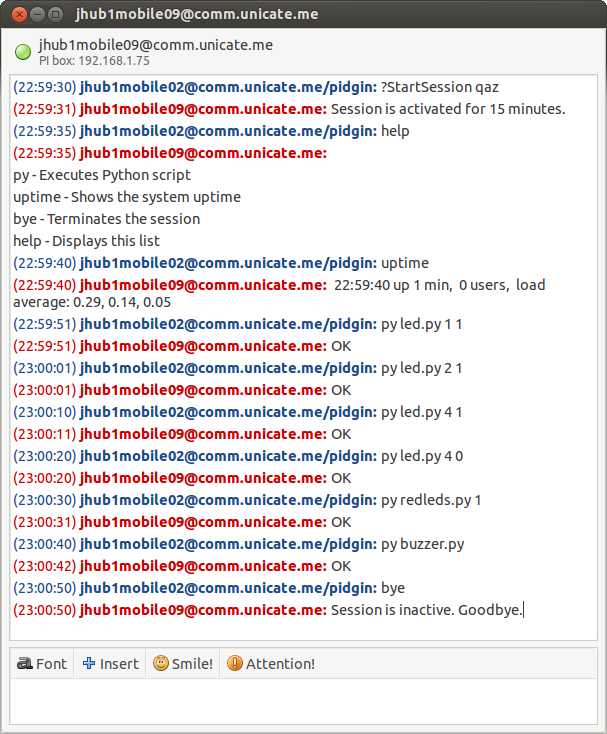 jhub1mobile09@comm.unicate.me
jhub1mobile09@comm.unicate.me
PI box: 192.168.1.75
(22:59:30) jhub1mobile02@comm.unicate.me/pidgin: ?StartSession qaz
(22:59:31) jhub1mobile09@comm.unicate.me: Session is activated for 15 minutes.
(22:59:35) jhub1mobile02@comm.unicate.me/pidgin: help
(22:59:35) jhub1mobile09@comm.unicate.me:
py - Executes Python script
uptime - Shows the system uptime
bye - Terminates the session
help - Displays this list
(22:59:40) jhub1mobile02@comm.unicate.me/pidgin: uptime
(22:59:40) jhub1mobile09@comm.unicate.me:  22:59:40 up 1 min,  0 users,  load
average: 0.29, 0.14, 0.05
(22:59:51) jhub1mobile02@comm.unicate.me/pidgin: py led.py 1 1
(22:59:51) jhub1mobile09@comm.unicate.me: OK
(23:00:01) jhub1mobile02@comm.unicate.me/pidgin: py led.py 2 1
(23:00:01) jhub1mobile09@comm.unicate.me: OK
(23:00:10) jhub1mobile02@comm.unicate.me/pidgin: py led.py 4 1
(23:00:11) jhub1mobile09@comm.unicate.me: OK
(23:00:20) jhub1mobile02@comm.unicate.me/pidgin: py led.py 4 0
(23:00:20) jhub1mobile09@comm.unicate.me: OK
(23:00:30) jhub1mobile02@comm.unicate.me/pidgin: py redleds.py 1
(23:00:31) jhub1mobile09@comm.unicate.me: OK
(23:00:40) jhub1mobile02@comm.unicate.me/pidgin: py buzzer.py
(23:00:42) jhub1mobile09@comm.unicate.me: OK
(23:00:50) jhub1mobile02@comm.unicate.me/pidgin: bye
(23:00:50) jhub1mobile09@comm.unicate.me: Session is inactive. Goodbye.
Font Insert Smile! Attention!